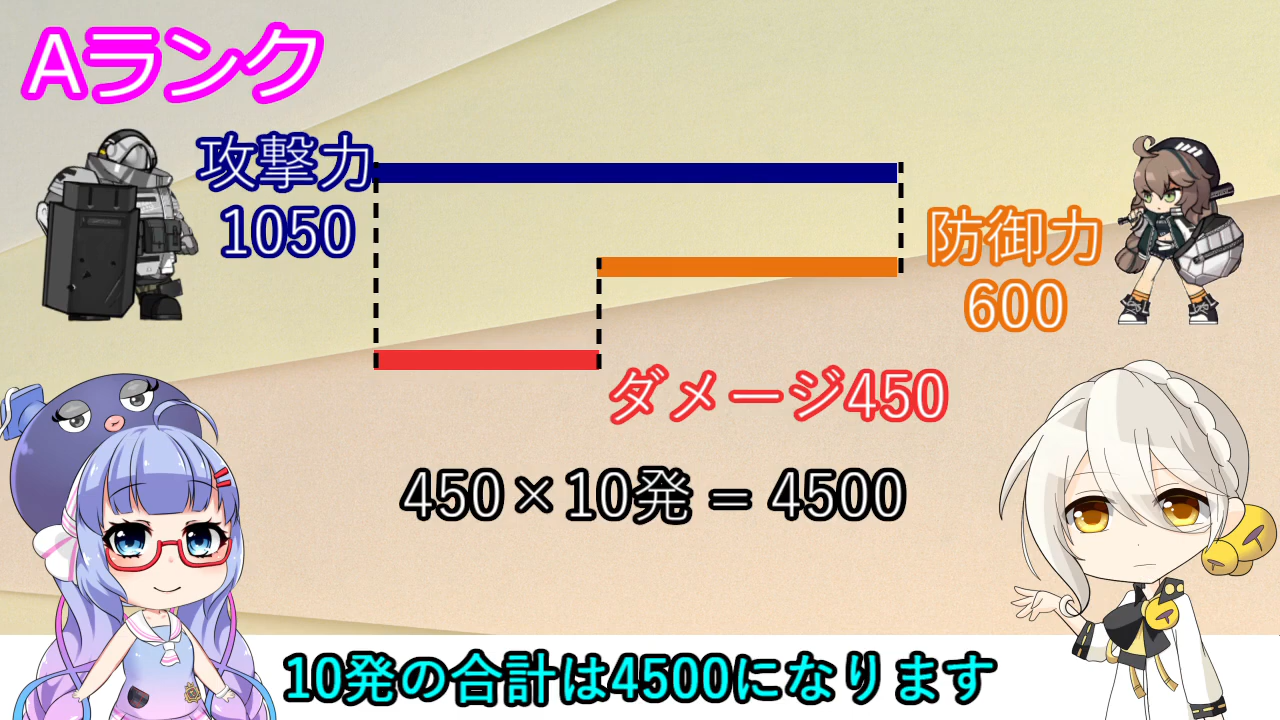 Aランク
攻撃力
1050
防御力
600
ダメージ450
450×10発 = 4500
10発の合計は4500になります